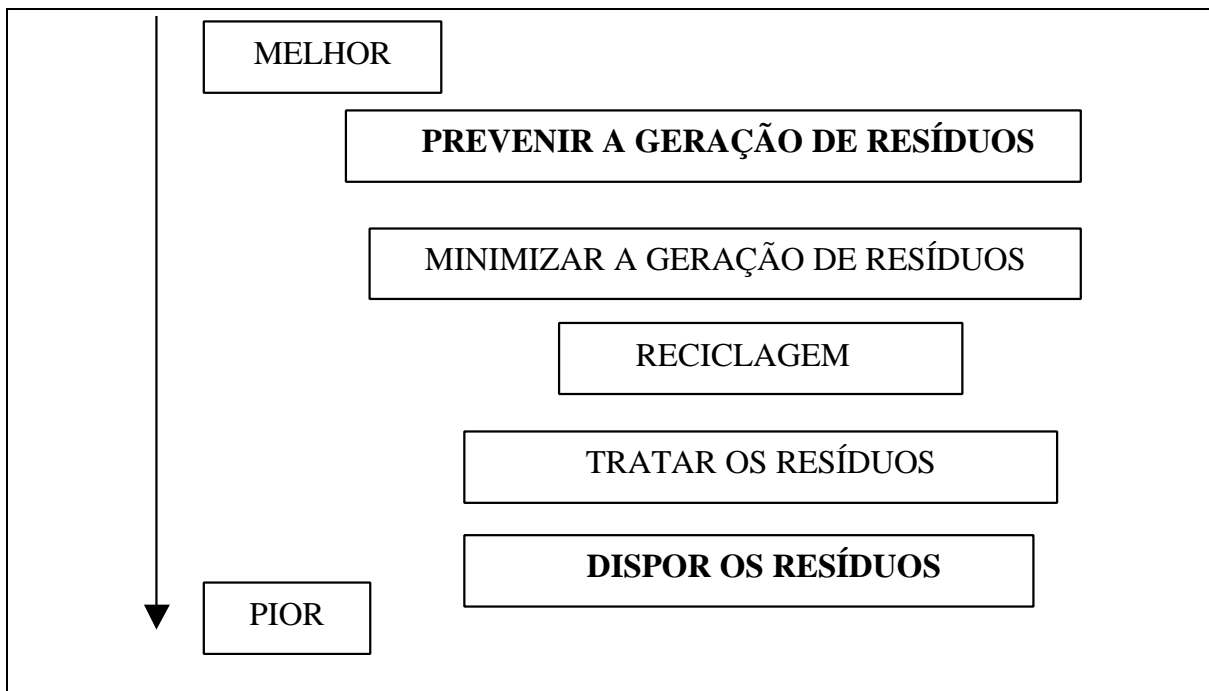 MELHOR
PREVENIR A GERAÇÃO DE RESÍDUOS
MINIMIZAR A GERAÇÃO DE RESÍDUOS
RECICLAGEM
TRATAR OS RESÍDUOS
DISPOR OS RESÍDUOS
PIOR